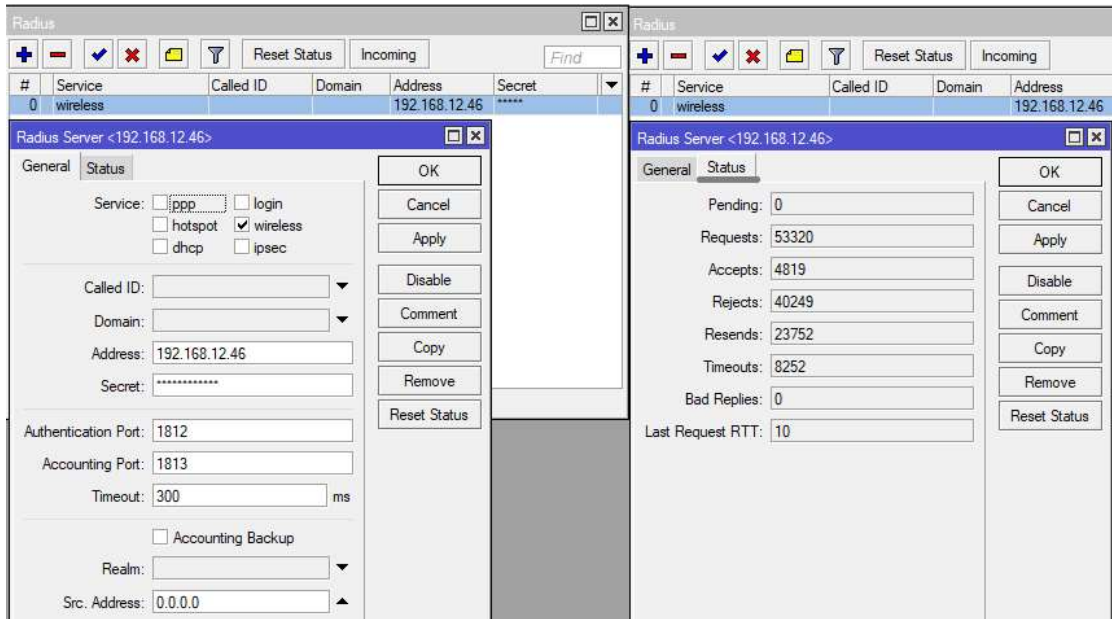 Radius
Reset Status Incoming Find
# Service Called ID Domain Address Secret
0 wireless 192.168.12.46 *****
Radius Server <192.168.12.46>
General Status
Service: ppp login
hotspot wireless
dhcp ipsec
Called ID:
Domain:
Address: 192.168.12.46
Secret: ************
Authentication Port: 1812
Accounting Port: 1813
Timeout: 300 ms
Accounting Backup
Realm:
Src. Address: 0.0.0.0
OK
Cancel
Apply
Disable
Comment
Copy
Remove
Reset Status
Radius
Reset Status Incoming
# Service Called ID Domain Address
0 wireless 192.168.12.46
Radius Server <192.168.12.46>
General Status
Pending: 0
Requests: 53320
Accepts: 4819
Rejects: 40249
Resends: 23752
Timeouts: 8252
Bad Replies: 0
Last Request RTT: 10
OK
Cancel
Apply
Disable
Comment
Copy
Remove
Reset Status